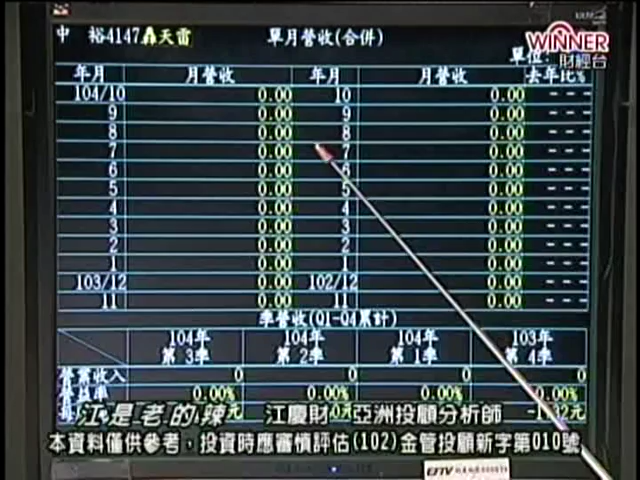 中 裕4147轟天雷 單月營收(合併)
WINNER
財經台
單位:
年月 月營收 年月 月營收 去年比%
104/10 0.00 10 0.00 ---
9 0.00 9 0.00 ---
8 0.00 8 0.00 ---
7 0.00 7 0.00 ---
6 0.00 6 0.00 ---
5 0.00 5 0.00 ---
4 0.00 4 0.00 ---
3 0.00 3 0.00 ---
2 0.00 2 0.00 ---
1 0.00 1 0.00 ---
103/12 0.00 102/12 0.00 ---
11 0.00 11 0.00 ---
季營收(Q1-Q4累計)
104年 104年 104年 103年
第 3季 第 2季 第 1季 第 4季
營業收入 0 0 0 0
營益率 0.00% 0.00% 0.00% 0.00%
江是老的辣 江慶財 亞洲投顧分析師
本資料僅供參考,投資時應審慎評估(102)金管投顧新字第010號